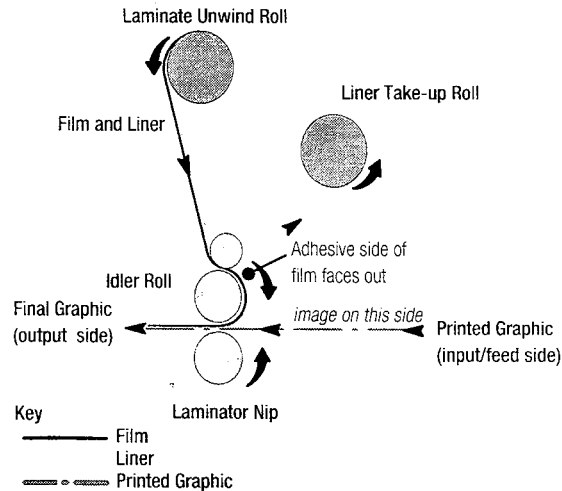 Laminate Unwind Roll
Liner Take-up Roll
Film and Liner
Adhesive side of
film faces out
Idler Roll
Final Graphic
(output side)
image on this side
Printed Graphic
(input/feed side)
Laminator Nip
Key
Film
Liner
Printed Graphic